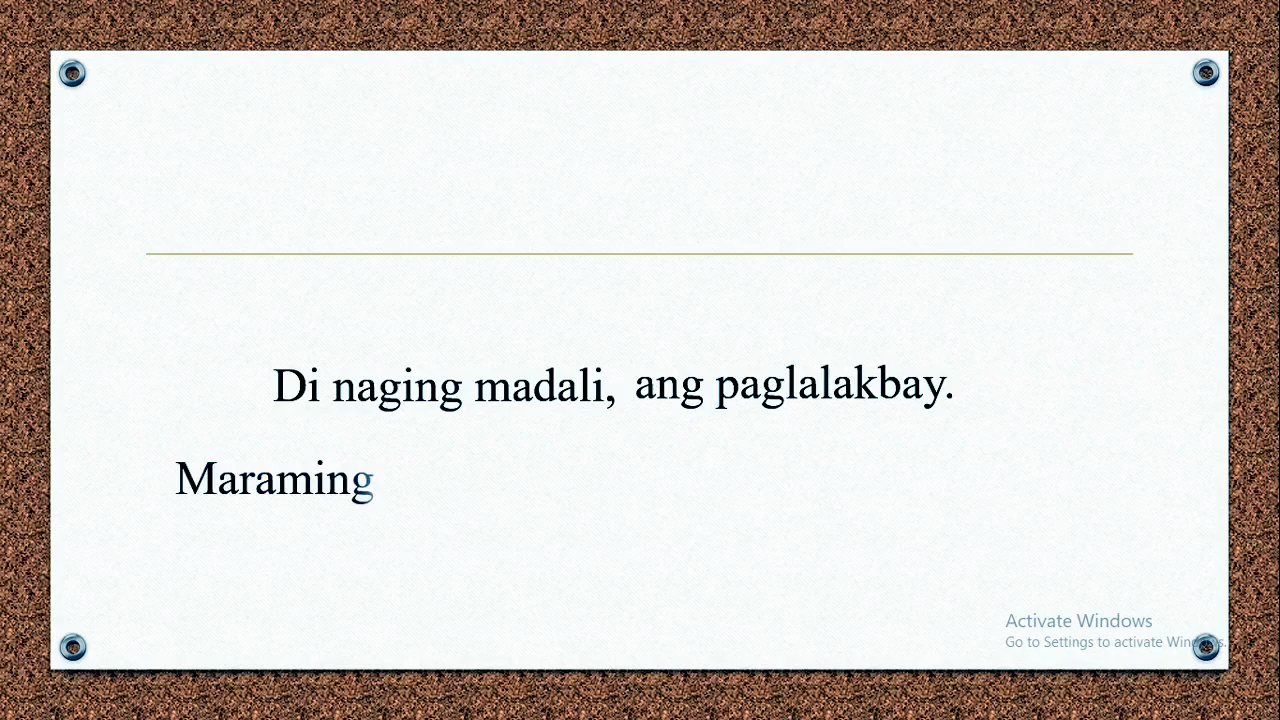 Di naging madali, ang paglalakbay.
Maraming
Activate Windows
Go to Settings to activate Windows.